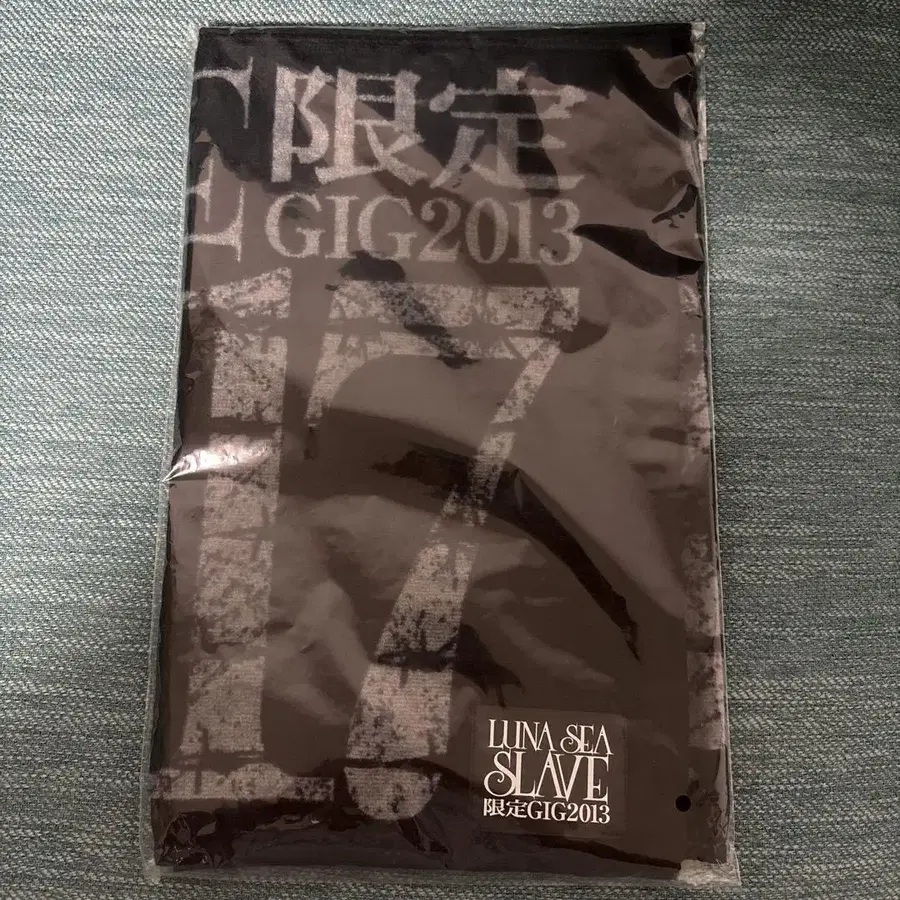 E 限定
E GIG2013
17
LUNA SEA
SLAVE
限定GIG2013